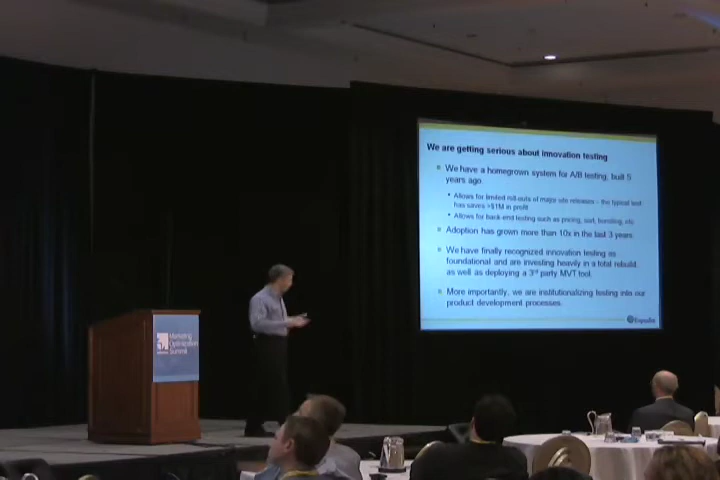 We are getting serious about innovation testing
We have a homegrown system for A/B testing, built 5
years ago.
Allows for limited roll-outs of major site releases – the typical test
has saves >$1M in profit
Allows for back-end testing such as pricing, sort, bundling, etc.
Adoption has grown more than 10x in the last 3 years
We have finally recognized innovation testing as
foundational and are investing heavily in a total rebuild
as well as deploying a 3rd party MVT tool.
More importantly, we are institutionalizing testing into our
product development processes.
Expedia
Marketing
Optimization
Summit